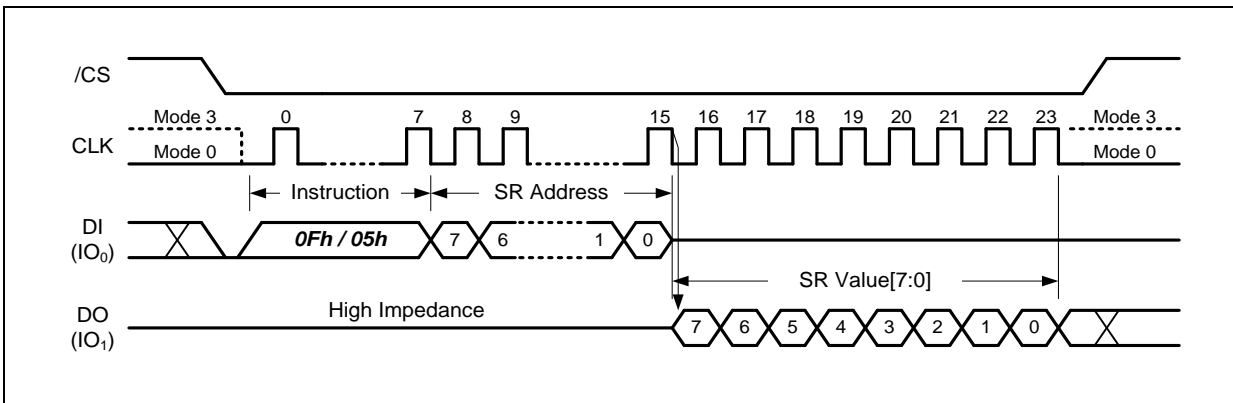 /CS
Mode 3 0 7 8 9 15 16 17 18 19 20 21 22 23 Mode 3
CLK
Mode 0 Mode 0
Instruction SR Address
DI
(IO₀)
0Fh / 05h 7 6 1 0
SR Value[7:0]
High Impedance
DO
(IO₁)
7 6 5 4 3 2 1 0